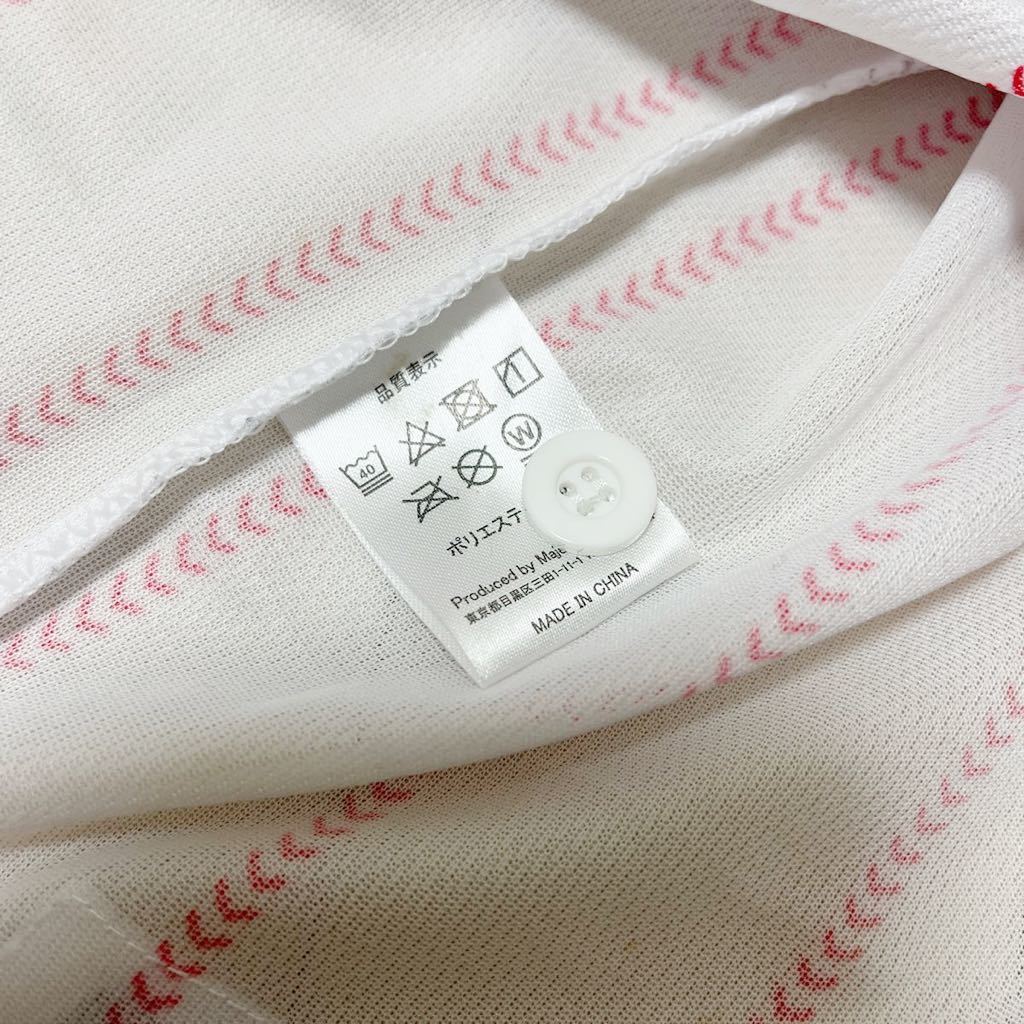 品質表示
40
W
ポリエステ
Produced by
東京都目黒区三田1-11-1
MADE IN CHINA